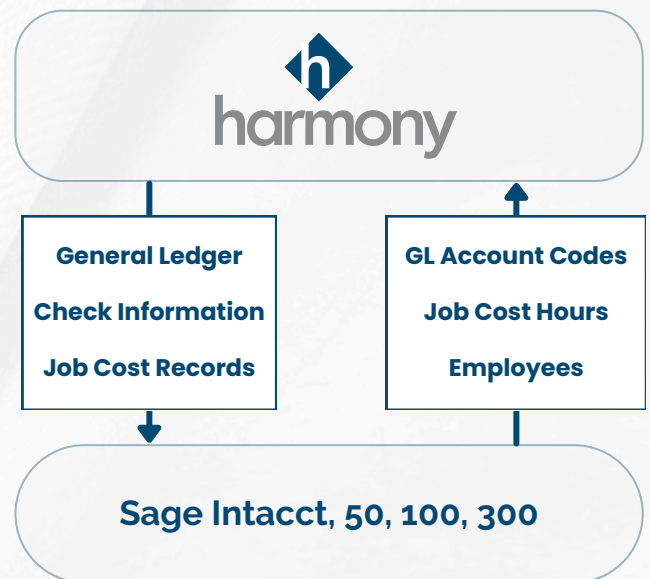 h
harmony
General Ledger
Check Information
Job Cost Records
GL Account Codes
Job Cost Hours
Employees
Sage Intacct, 50, 100, 300